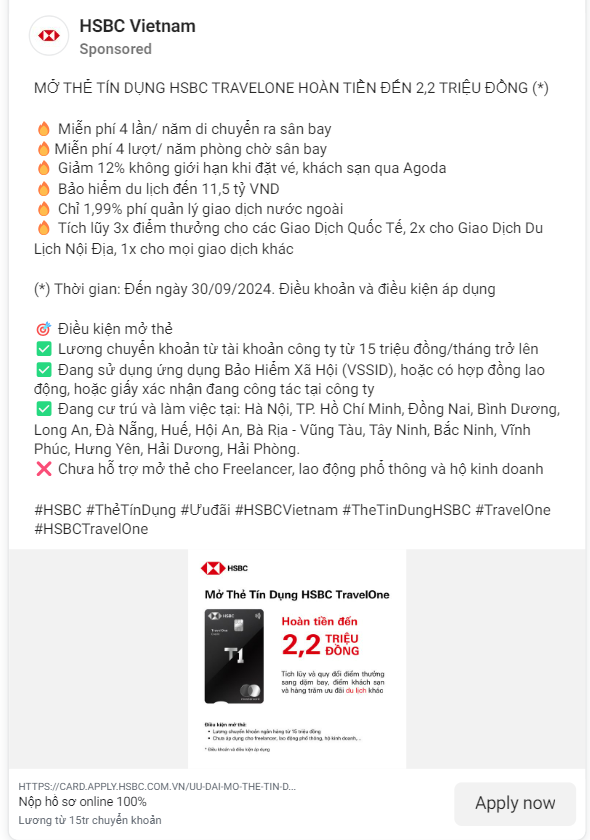 HSBC Vietnam
Sponsored
MỞ THẺ TÍN DỤNG HSBC TRAVELONE HOÀN TIỀN ĐẾN 2,2 TRIỆU ĐỒNG (*)
🔥 Miễn phí 4 lần/ năm di chuyển ra sân bay
🔥 Miễn phí 4 lượt/ năm phòng chờ sân bay
🔥 Giảm 12% không giới hạn khi đặt vé, khách sạn qua Agoda
🔥 Bảo hiểm du lịch đến 11,5 tỷ VND
🔥 Chỉ 1,99% phí quản lý giao dịch nước ngoài
🔥 Tích lũy 3x điểm thưởng cho các Giao Dịch Quốc Tế, 2x cho Giao Dịch Du
Lịch Nội Địa, 1x cho mọi giao dịch khác
(*) Thời gian: Đến ngày 30/09/2024. Điều khoản và điều kiện áp dụng
🎯 Điều kiện mở thẻ
✅ Lương chuyển khoản từ tài khoản công ty từ 15 triệu đồng/tháng trở lên
✅ Đang sử dụng ứng dụng Bảo Hiểm Xã Hội (VSSID), hoặc có hợp đồng lao
động, hoặc giấy xác nhận đang công tác tại công ty
✅ Đang cư trú và làm việc tại: Hà Nội, TP. Hồ Chí Minh, Đồng Nai, Bình Dương,
Long An, Đà Nẵng, Huế, Hội An, Bà Rịa - Vũng Tàu, Tây Ninh, Bắc Ninh, Vĩnh
Phúc, Hưng Yên, Hải Dương, Hải Phòng.
❌ Chưa hỗ trợ mở thẻ cho Freelancer, lao động phổ thông và hộ kinh doanh
#HSBC #ThẻTínDụng #Ưuđãi #HSBCVietnam #TheTinDungHSBC #TravelOne
#HSBCTravelOne
HSBC
Mở Thẻ Tín Dụng HSBC TravelOne
HSBC
TravelOne
T1
Hoàn tiền đến
2,2 TRIỆU ĐỒNG
Tích lũy và quy đổi điểm thưởng
sang dặm bay, điểm khách sạn
và hàng trăm ưu đãi du lịch khác
Điều kiện mở thẻ:
• Lương chuyển khoản ngân hàng từ 15 triệu đồng
• Chưa áp dụng cho freelancer, lao động phổ thông, hộ kinh doanh,...
* Điều khoản và điều kiện áp dụng
HTTPS://CARD.APPLY.HSBC.COM.VN/UU-DAI-MO-THE-TIN-D...
Nộp hồ sơ online 100%
Lương từ 15tr chuyển khoản
Apply now